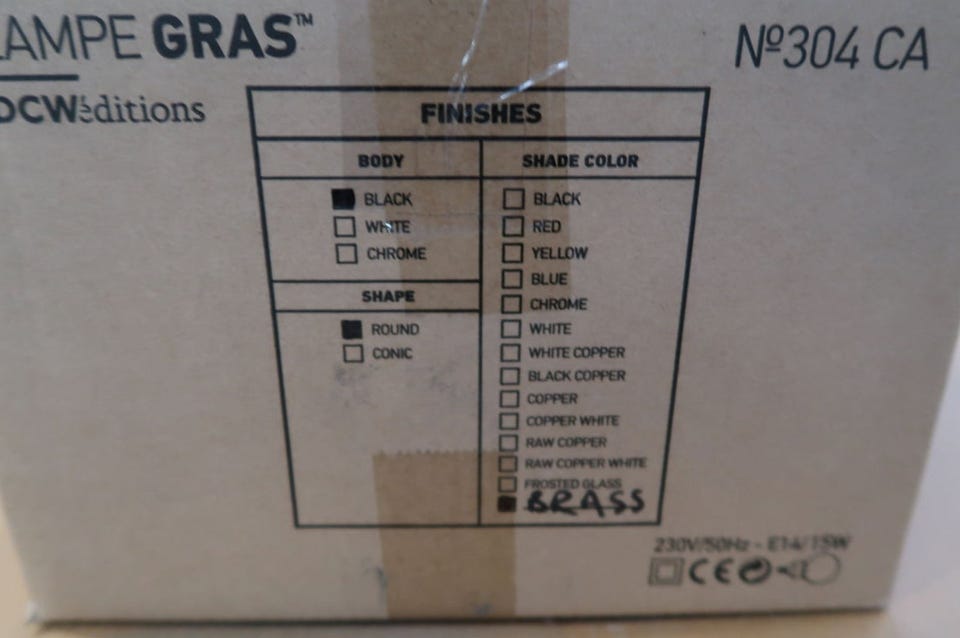 LAMPE GRAS™
DCWéditions
Nº304 CA
FINISHES
BODY
BLACK
WHITE
CHROME
SHAPE
ROUND
CONIC
SHADE COLOR
BLACK
RED
YELLOW
BLUE
CHROME
WHITE
WHITE COPPER
BLACK COPPER
COPPER
COPPER WHITE
RAW COPPER
RAW COPPER WHITE
FROSTED GLASS
BRASS
230V/50Hz - E14/15W
CE